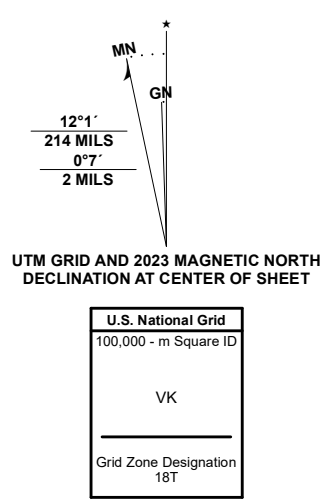 MN
GN
12°1´
214 MILS
0°7´
2 MILS
UTM GRID AND 2023 MAGNETIC NORTH
DECLINATION AT CENTER OF SHEET
U.S. National Grid
100,000 - m Square ID
VK
Grid Zone Designation
18T